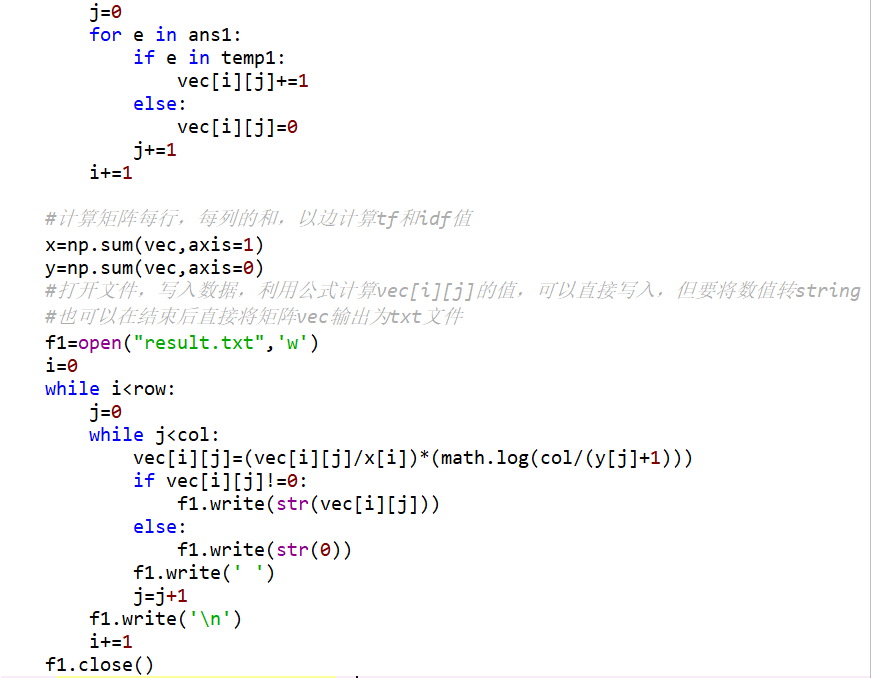 j=0
for e in ans1:
if e in temp1:
vec[i][j]+=1
else:
vec[i][j]=0
j+=1
i+=1
#计算矩阵每行，每列的和，以边计算tf和idf值
x=np.sum(vec,axis=1)
y=np.sum(vec,axis=0)
#打开文件，写入数据，利用公式计算vec[i][j]的值，可以直接写入，但要将数值转string
#也可以在结束后直接将矩阵vec输出为txt文件
f1=open("result.txt",'w')
i=0
while i<row:
j=0
while j<col:
vec[i][j]=(vec[i][j]/x[i])*(math.log(col/(y[j]+1)))
if vec[i][j]!=0:
f1.write(str(vec[i][j]))
else:
f1.write(str(0))
f1.write(' ')
j=j+1
f1.write('\n')
i+=1
f1.close()